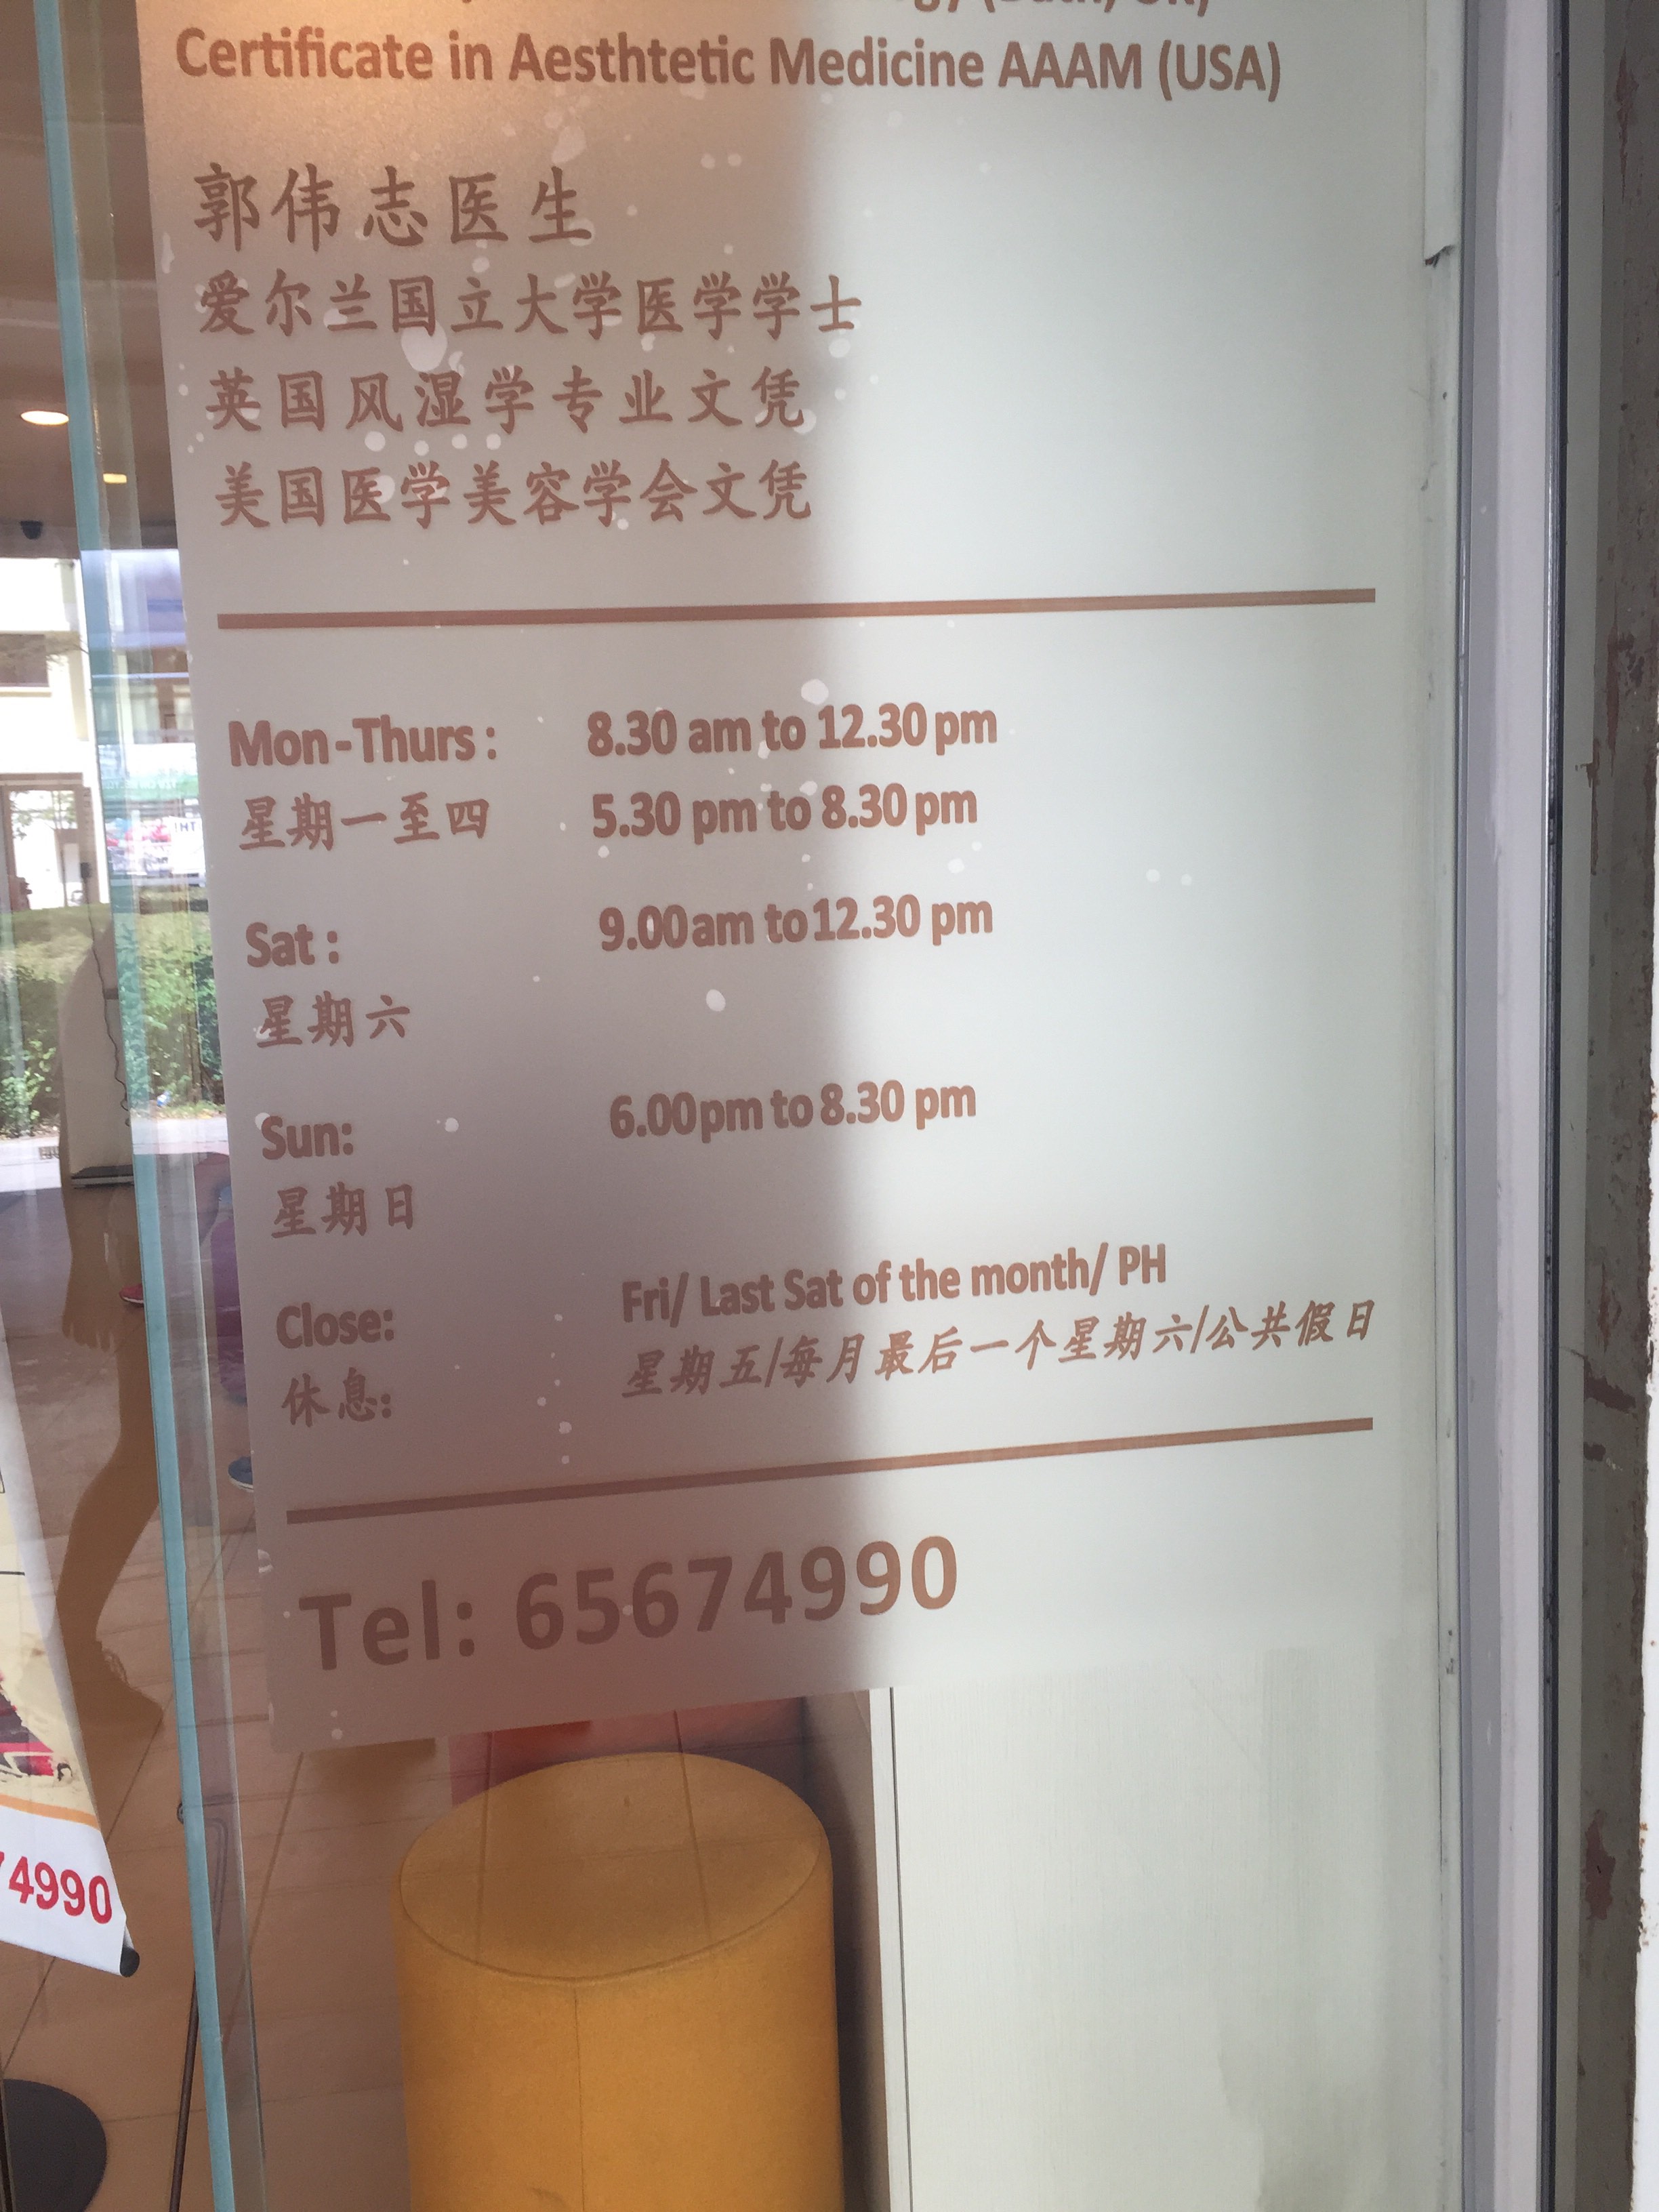 Certificate in Aesthtetic Medicine AAAM (USA)
郭伟志医生
爱尔兰国立大学医学学士
英国风湿学专业文凭
美国医学美容学会文凭
Mon-Thurs : 8.30 am to 12.30 pm
星期一至四 5.30 pm to 8.30 pm
Sat : 9.00am to 12.30 pm
星期六
Sun: 6.00pm to 8.30 pm
星期日
Close: Fri/ Last Sat of the month/ PH
休息: 星期五/每月最后一个星期六/公共假日
Tel: 65674990
4990